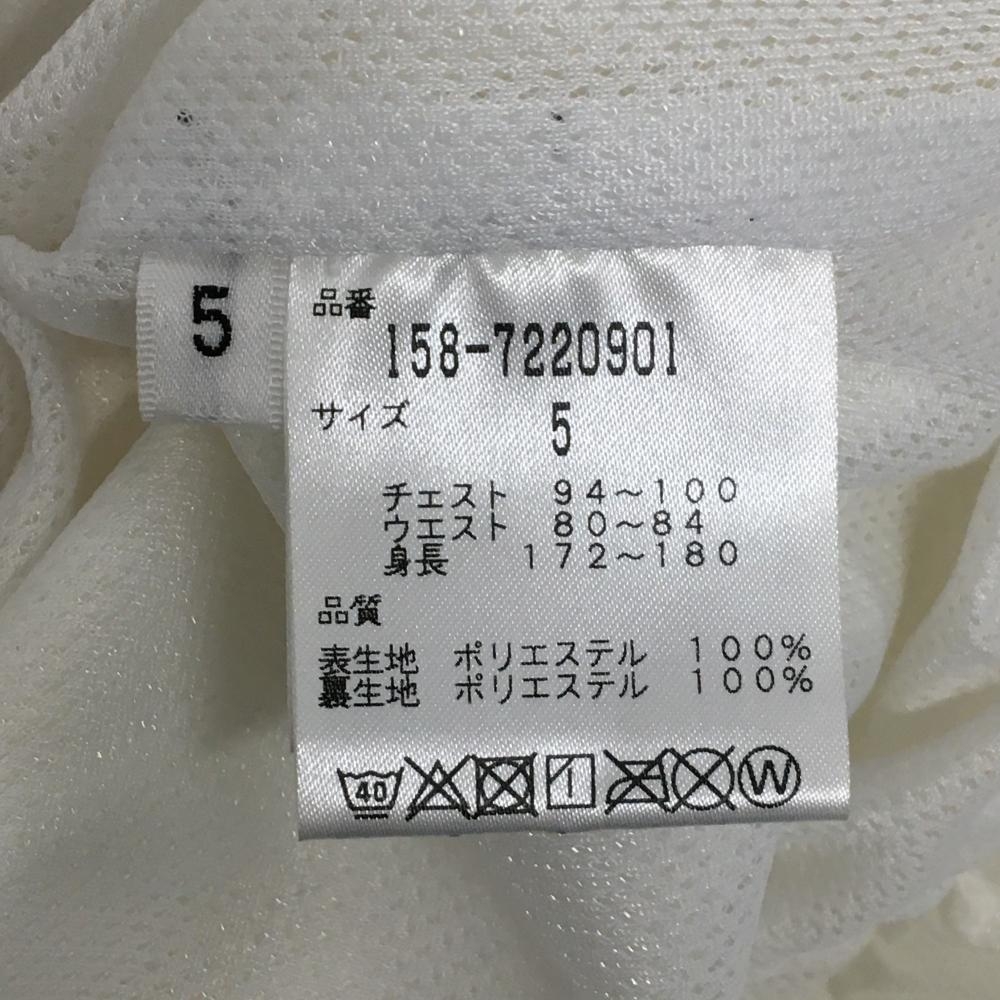 5
品番
158-7220901
サイズ
5
チェスト 94～100
ウエスト 80～84
身長 172～180
品質
表生地 ポリエステル 100%
裏生地 ポリエステル 100%
40 W